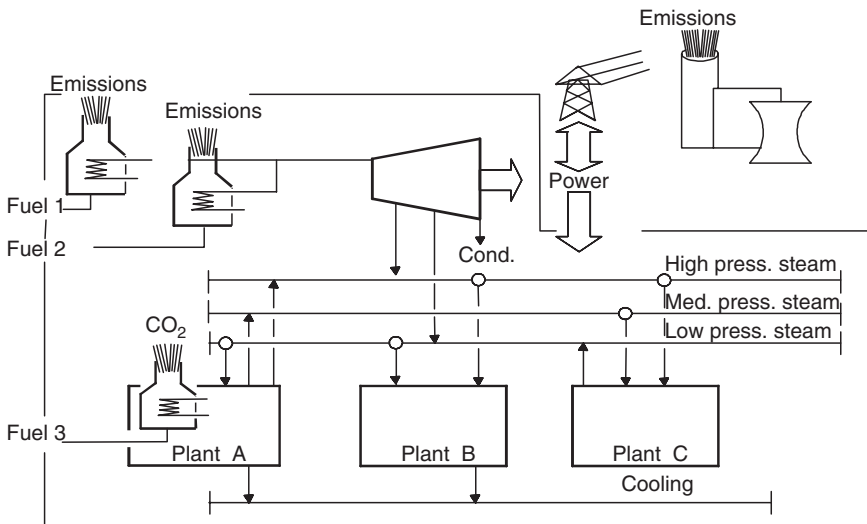 Emissions
Emissions
Emissions
Fuel 1
Power
Fuel 2
Cond.
High press. steam
Med. press. steam
Low press. steam
CO₂
Fuel 3
Plant A
Plant B
Plant C
Cooling